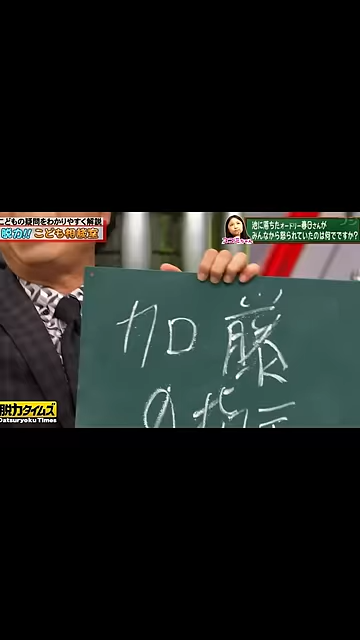 こどもの疑問をわかりやすく解説
脱力!! こども相談室
池に落ちたオードリー春日さんが
みんなから怒られていたのは何でですか?
加藤
の指示
脱力タイムズ
Datsuryoku Times